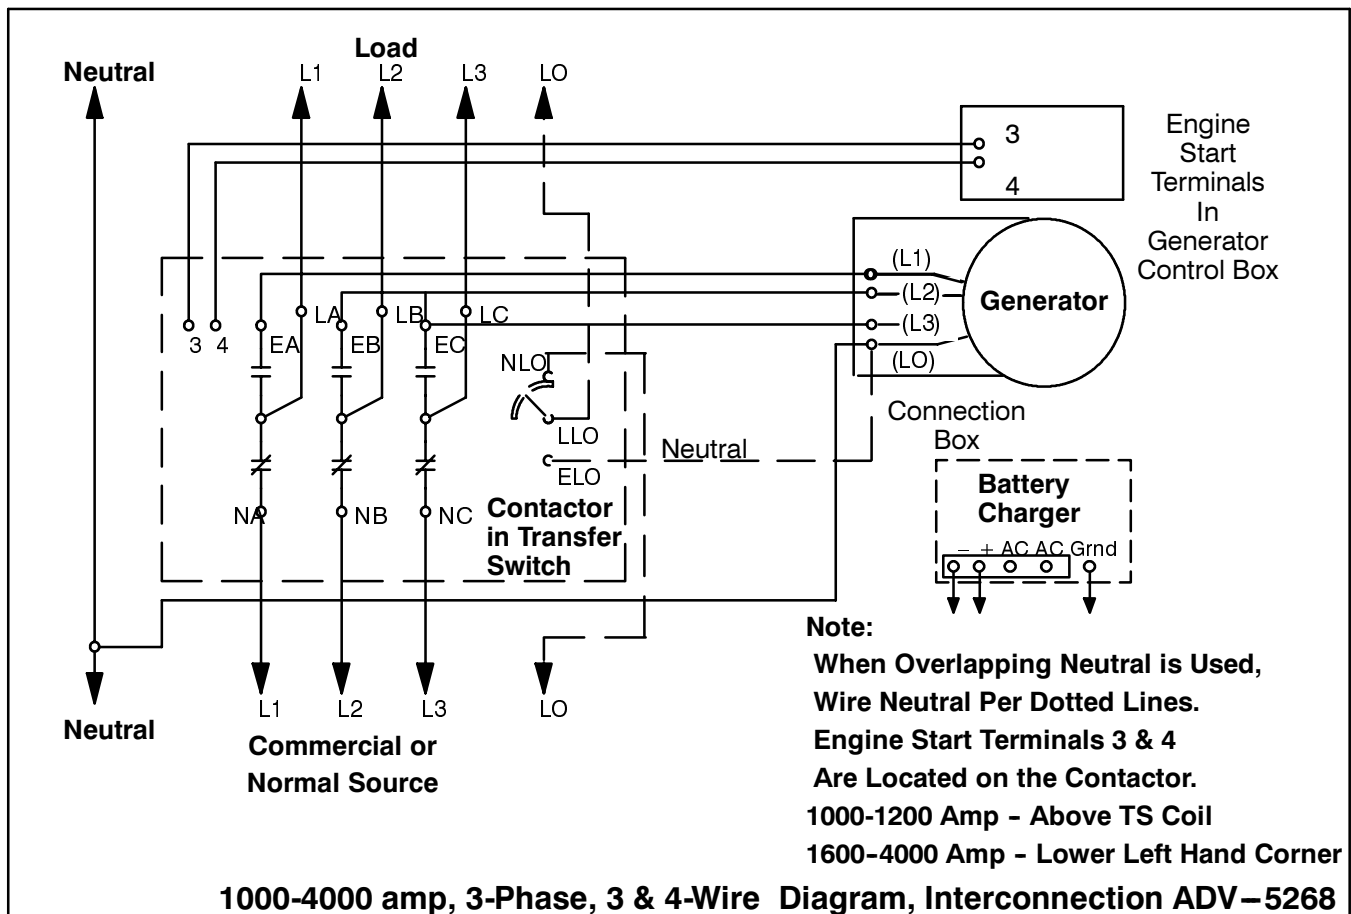 Load
Neutral
L1 L2 L3 LO
3
4
Engine
Start
Terminals
In
Generator
Control Box
(L1)
(L2)
(L3)
(LO)
Generator
LA LB LC
3 4 EA EB EC
NLO
LLO
ELO
Neutral
Connection
Box
NA NB NC
Contactor
in Transfer
Switch
Battery
Charger
– + AC AC Grnd
L1 L2 L3 LO
Neutral
Commercial or
Normal Source
Note:
When Overlapping Neutral is Used,
Wire Neutral Per Dotted Lines.
Engine Start Terminals 3 & 4
Are Located on the Contactor.
1000-1200 Amp – Above TS Coil
1600–4000 Amp – Lower Left Hand Corner
1000-4000 amp, 3-Phase, 3 & 4-Wire Diagram, Interconnection ADV–5268